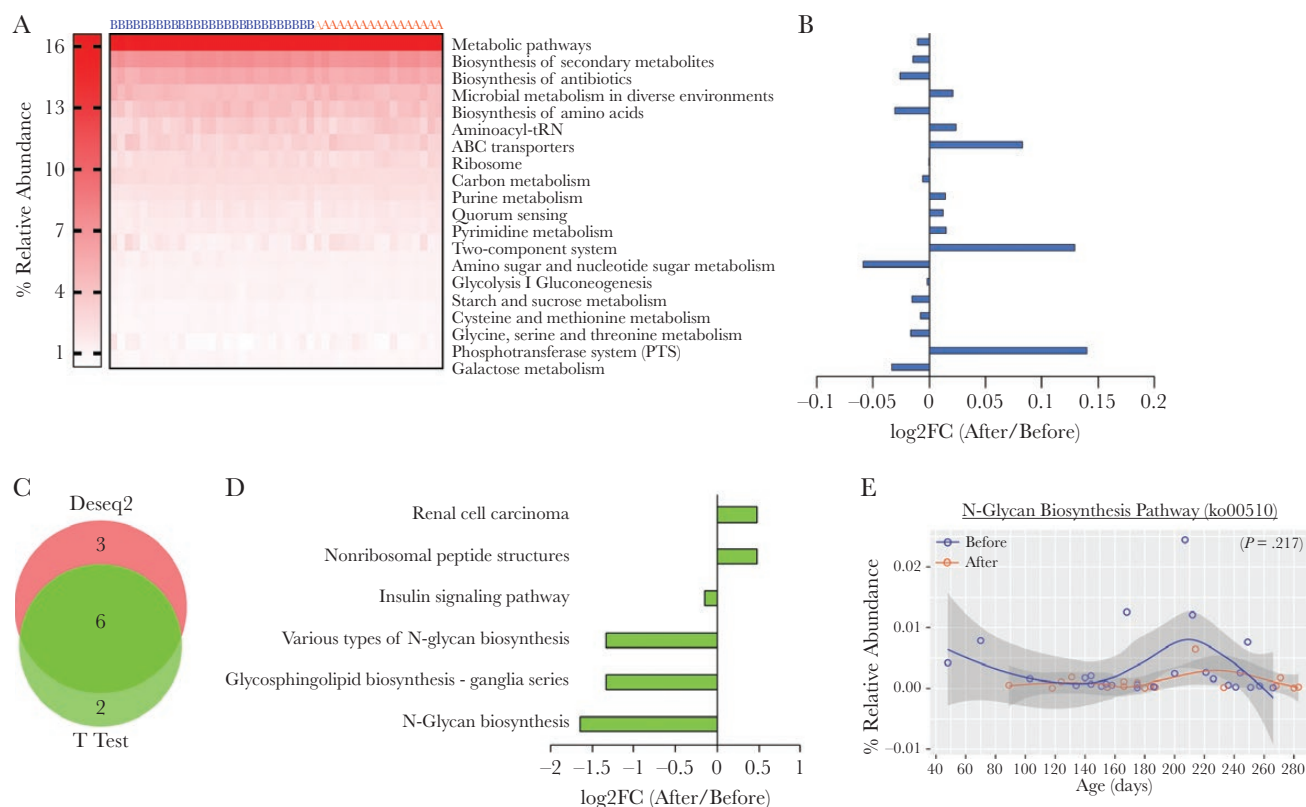 A
BBBBBBBBBBBBBBBBBBBBBBBBBBB AAAAAAAAAAAAAAAAA
% Relative Abundance
16
13
10
7
4
1
Metabolic pathways
Biosynthesis of secondary metabolites
Biosynthesis of antibiotics
Microbial metabolism in diverse environments
Biosynthesis of amino acids
Aminoacyl-tRN
ABC transporters
Ribosome
Carbon metabolism
Purine metabolism
Quorum sensing
Pyrimidine metabolism
Two-component system
Amino sugar and nucleotide sugar metabolism
Glycolysis I Gluconeogenesis
Starch and sucrose metabolism
Cysteine and methionine metabolism
Glycine, serine and threonine metabolism
Phosphotransferase system (PTS)
Galactose metabolism
B
–0.1 –0.05 0 0.05 0.1 0.15 0.2
log2FC (After/Before)
C
Deseq2
3
6
2
T Test
D
Renal cell carcinoma
Nonribosomal peptide structures
Insulin signaling pathway
Various types of N-glycan biosynthesis
Glycosphingolipid biosynthesis - ganglia series
N-Glycan biosynthesis
–2 –1.5 –1 –0.5 0 0.5 1
log2FC (After/Before)
E
N-Glycan Biosynthesis Pathway (ko00510)
Before
After
(P = .217)
% Relative Abundance
0.02
0.01
0.00
–0.01
40 60 80 100 120 140 160 180 200 220 240 260 280
Age (days)